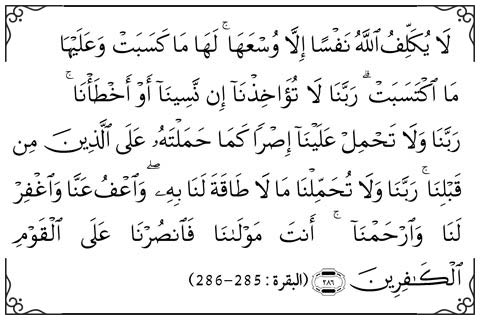 لَا يُكَلِّفُ ٱللَّهُ نَفْسًا إِلَّا وُسْعَهَا ۚ لَهَا مَا كَسَبَتْ وَعَلَيْهَا
مَا ٱكْتَسَبَتْ ۗ رَبَّنَا لَا تُؤَاخِذْنَآ إِن نَّسِينَآ أَوْ أَخْطَأْنَا ۚ
رَبَّنَا وَلَا تَحْمِلْ عَلَيْنَآ إِصْرًا كَمَا حَمَلْتَهُۥ عَلَى ٱلَّذِينَ مِن
قَبْلِنَا ۚ رَبَّنَا وَلَا تُحَمِّلْنَا مَا لَا طَاقَةَ لَنَا بِهِۦ ۖ وَٱعْفُ عَنَّا وَٱغْفِرْ
لَنَا وَٱرْحَمْنَآ ۚ أَنتَ مَوْلَىٰنَا فَٱنصُرْنَا عَلَى ٱلْقَوْمِ
ٱلْكَـٰفِرِينَ ﴿٢٨٦﴾ (البقرة: 285-286)